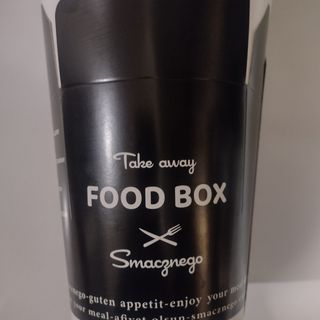 Take away
FOOD BOX
Smacznego
guten appetit-enjoy your
your meal-afiyet olsun-smacznego